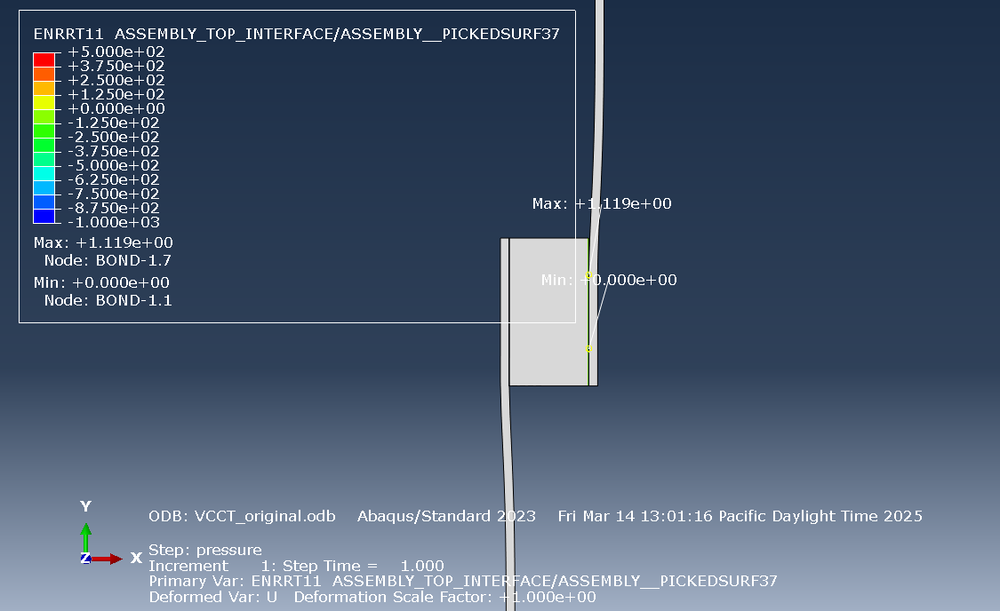 ENRRT11 ASSEMBLY_TOP_INTERFACE/ASSEMBLY__PICKEDSURF37
+5.000e+02
+3.750e+02
+2.500e+02
+1.250e+02
+0.000e+00
-1.250e+02
-2.500e+02
-3.750e+02
-5.000e+02
-6.250e+02
-7.500e+02
-8.750e+02
-1.000e+03
Max: +1.119e+00
Node: BOND-1.7
Min: +0.000e+00
Node: BOND-1.1
Max: +1.119e+00
Min: +0.000e+00
Y
Z
X
ODB: VCCT_original.odb Abaqus/Standard 2023 Fri Mar 14 13:01:16 Pacific Daylight Time 2025
Step: pressure
Increment 1: Step Time = 1.000
Primary Var: ENRRT11 ASSEMBLY_TOP_INTERFACE/ASSEMBLY__PICKEDSURF37
Deformed Var: U Deformation Scale Factor: +1.000e+00